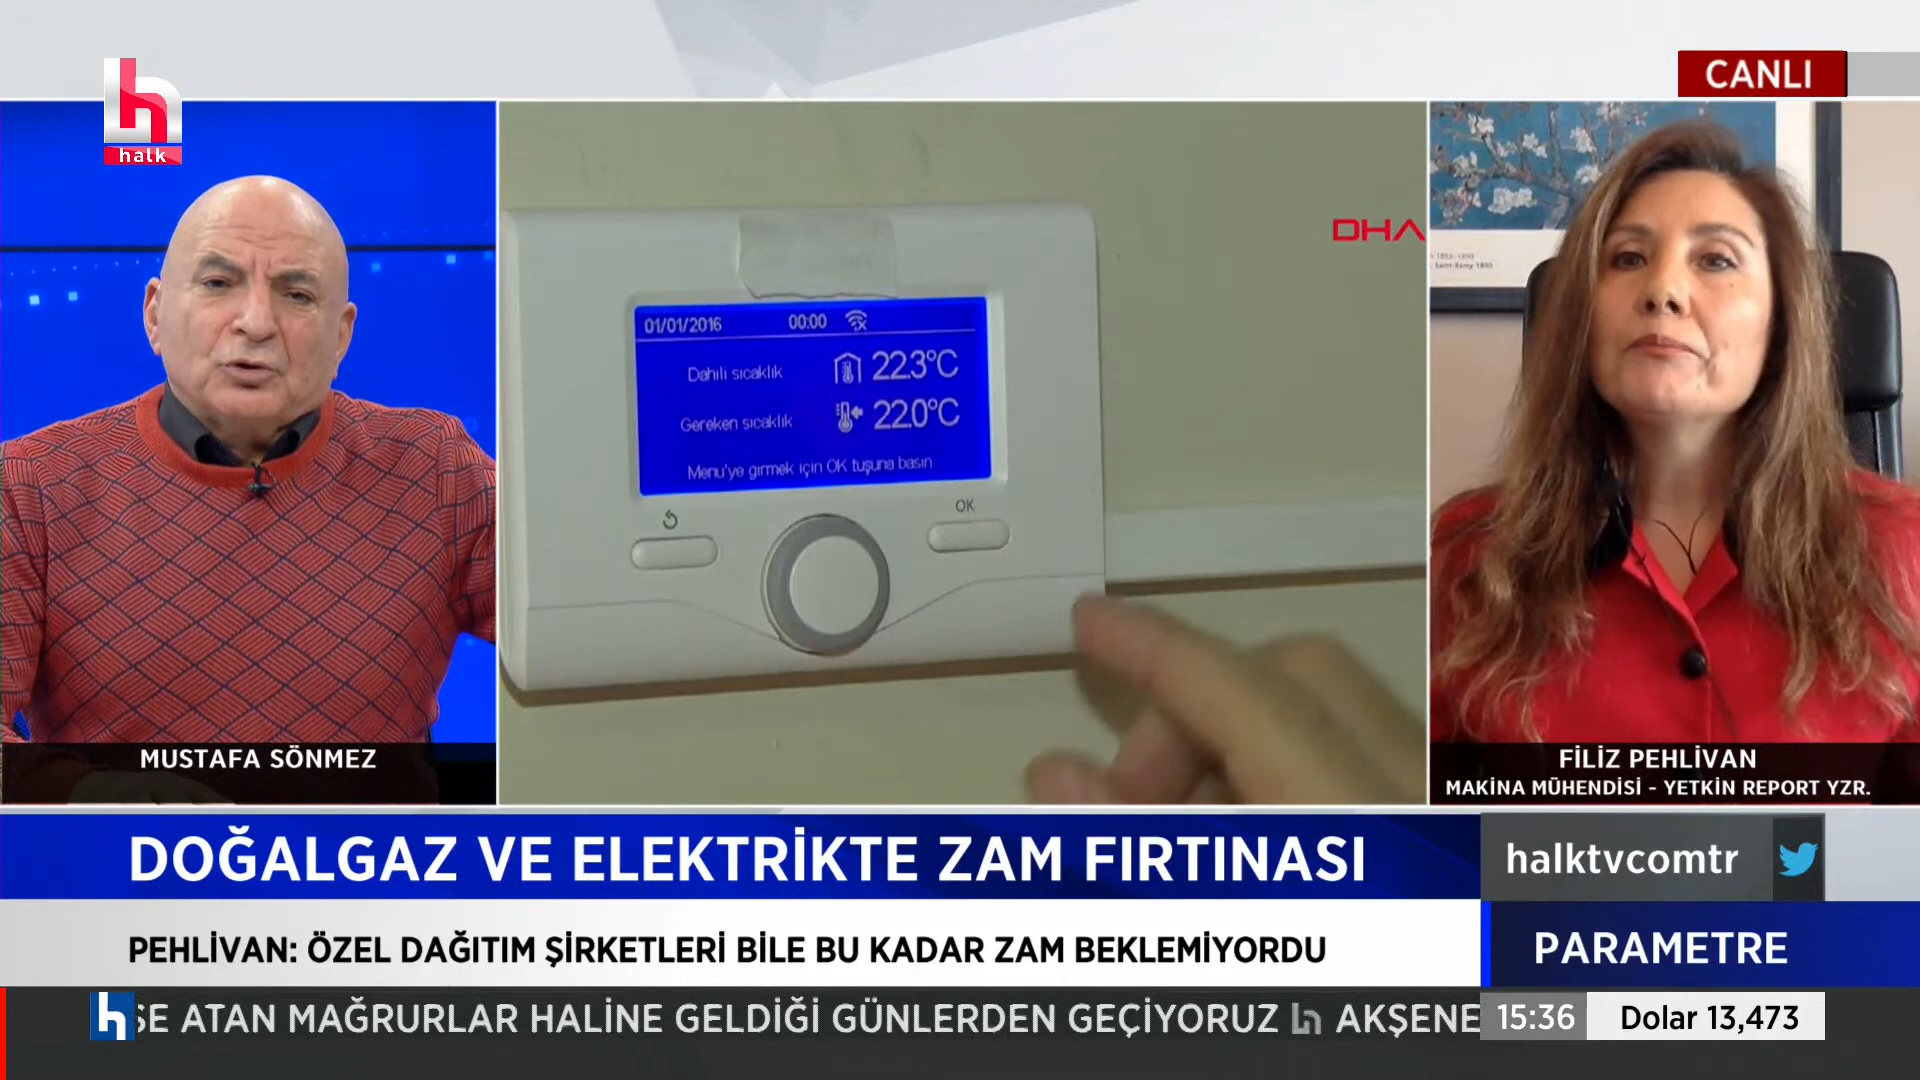 CANLI
halk
DHA
01/01/2016 00:00
Dahili sıcaklık 22.3°C
Gereken sıcaklık 22.0°C
Menu'ye girmek için OK tuşuna basın
OK
MUSTAFA SÖNMEZ
FİLİZ PEHLİVAN
MAKİNA MÜHENDİSİ - YETKİN REPORT YZR.
DOĞALGAZ VE ELEKTRİKTE ZAM FIRTINASI
halktvcomtr
PEHLİVAN: ÖZEL DAĞITIM ŞİRKETLERİ BİLE BU KADAR ZAM BEKLEMİYORDU
PARAMETRE
SE ATAN MAĞRURLAR HALİNE GELDİĞİ GÜNLERDEN GEÇİYORUZ AKŞENE
15:36
Dolar 13,473